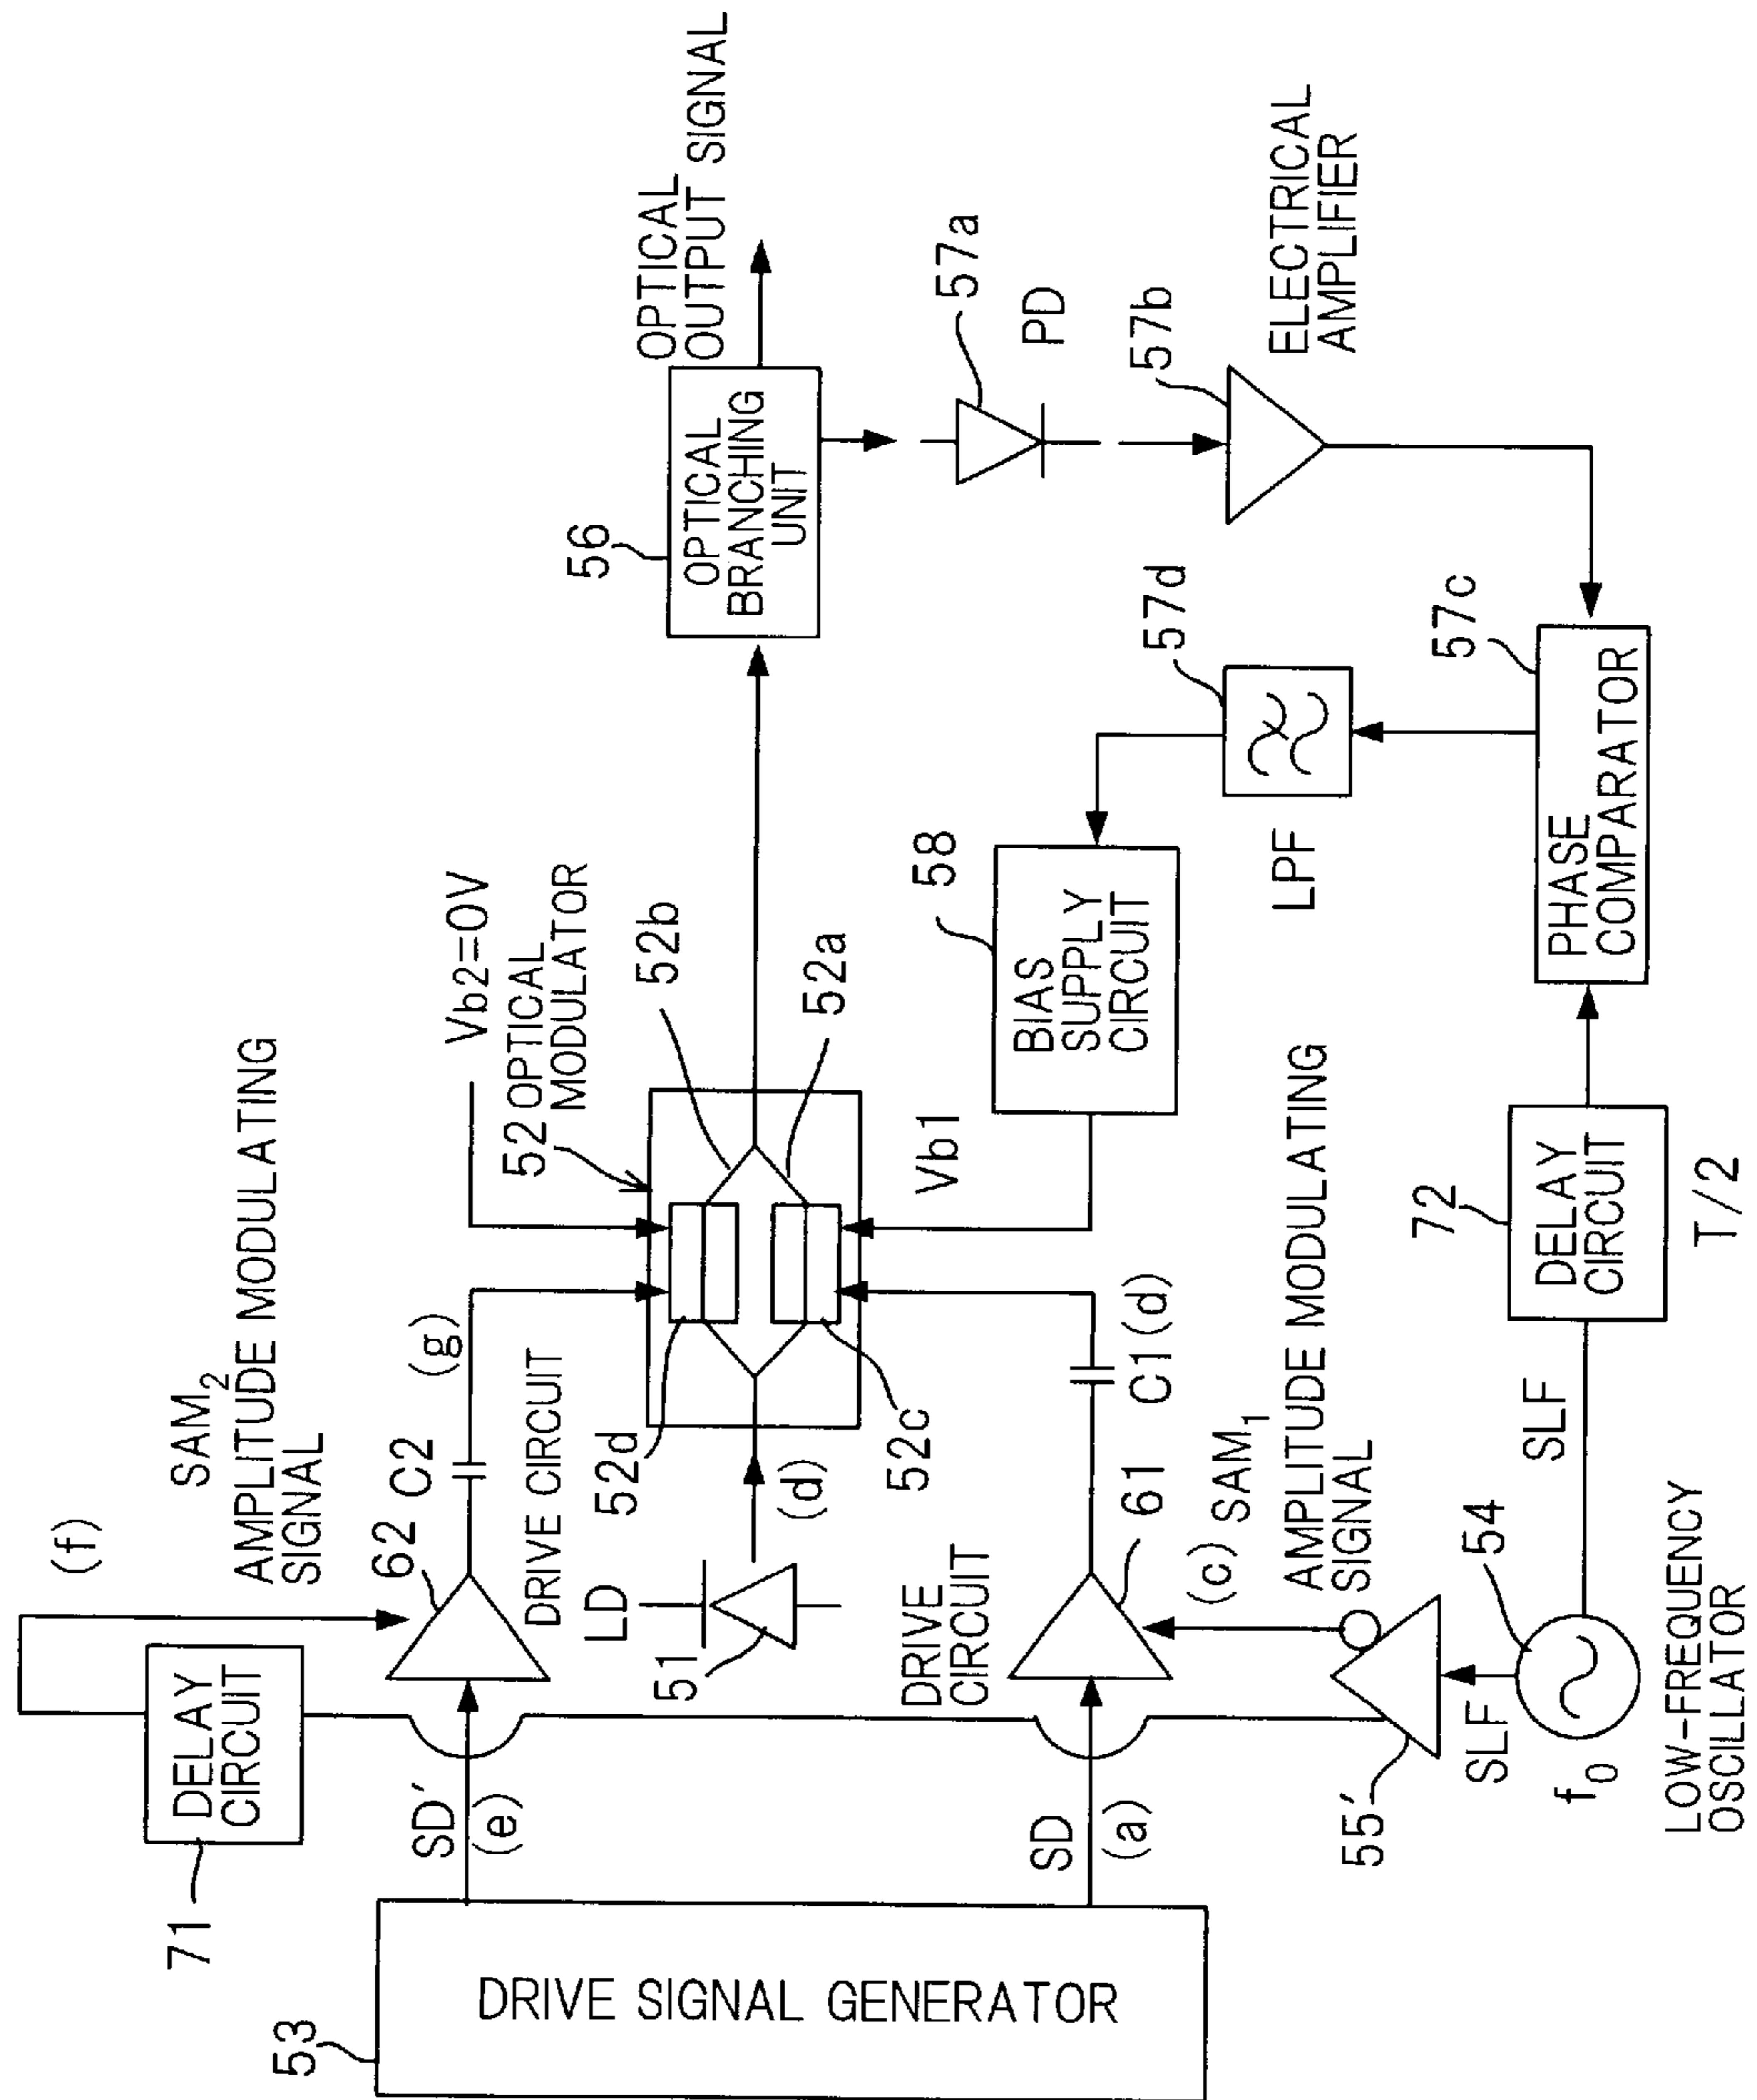 (f)
SAM2
AMPLITUDE MODULATING
SIGNAL
71
DELAY
CIRCUIT
62
C2
(g)
Vb2=0V
52 OPTICAL
MODULATOR
DRIVE CIRCUIT
52d
52b
OPTICAL
OUTPUT SIGNAL
56
OPTICAL
BRANCHING
UNIT
53
DRIVE SIGNAL GENERATOR
SD'
(e)
LD
51
(d)
52c
52a
57a
PD
SD
(a)
DRIVE
CIRCUIT
61
C1(d)
Vb1
58
BIAS
SUPPLY
CIRCUIT
57d
LPF
57b
ELECTRICAL
AMPLIFIER
(c) SAM1
AMPLITUDE MODULATING
SIGNAL
55'
SLF
54
f0
LOW-FREQUENCY
OSCILLATOR
SLF
72
DELAY
CIRCUIT
T/2
57c
PHASE
COMPARATOR